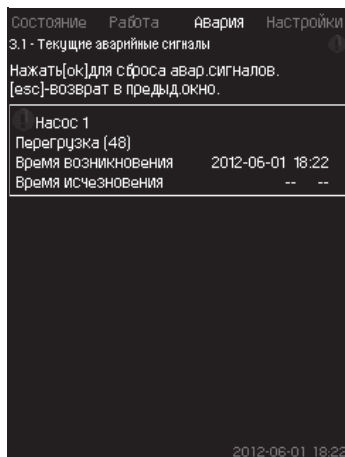 Состояние Работа Авария Настройки
3.1 - Текущие аварийные сигналы
Нажать[ok]для сброса авар.сигналов.
[esc]-возврат в предыд.окно.
Насос 1
Перегрузка (48)
Время возникновения 2012-06-01 18:22
Время исчезновения -- --
2012-06-01 18:22